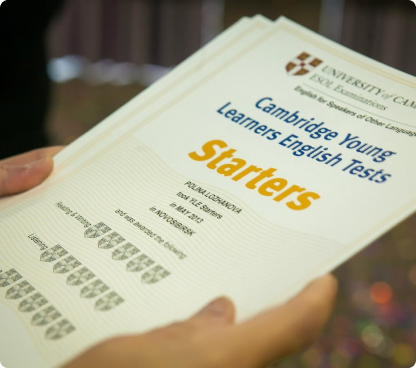 UNIVERSITY of CAM
ESOL Examinations
English for Speakers of Other Languag
Cambridge Young
Learners English Tests
Starters
POLINA LOZHANOVA
took YLE Starters
in MAY 2012
in NOVOSIBIRSK
and was awarded the following
Reading & Writing
Listening